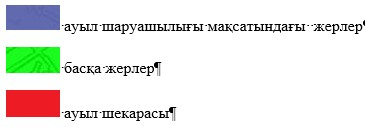 ауыл шаруашылығы мақсатындағы жерлер
басқа жерлер¶
ауыл шекарасы¶